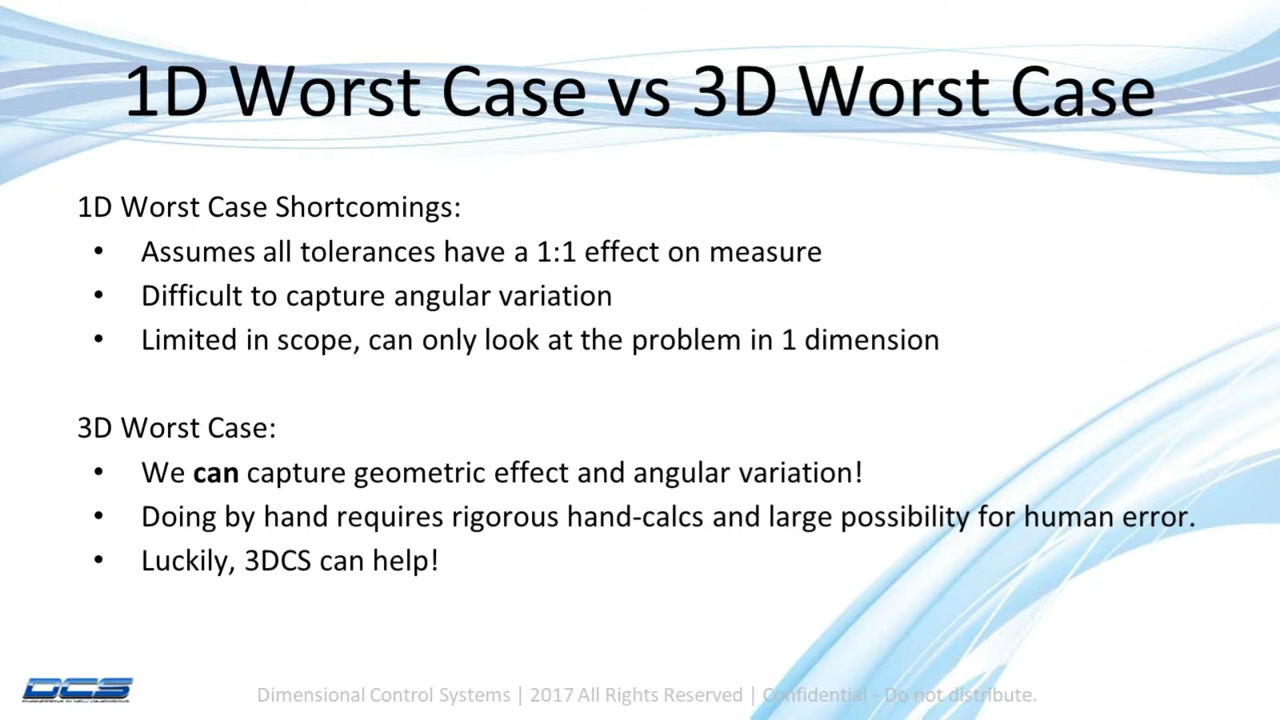 1D Worst Case vs 3D Worst Case
1D Worst Case Shortcomings:
• Assumes all tolerances have a 1:1 effect on measure
• Difficult to capture angular variation
• Limited in scope, can only look at the problem in 1 dimension
3D Worst Case:
• We can capture geometric effect and angular variation!
• Doing by hand requires rigorous hand-calcs and large possibility for human error.
• Luckily, 3DCS can help!
DCS
Dimensional Control Systems | 2017 All Rights Reserved | Confidential - Do not distribute.